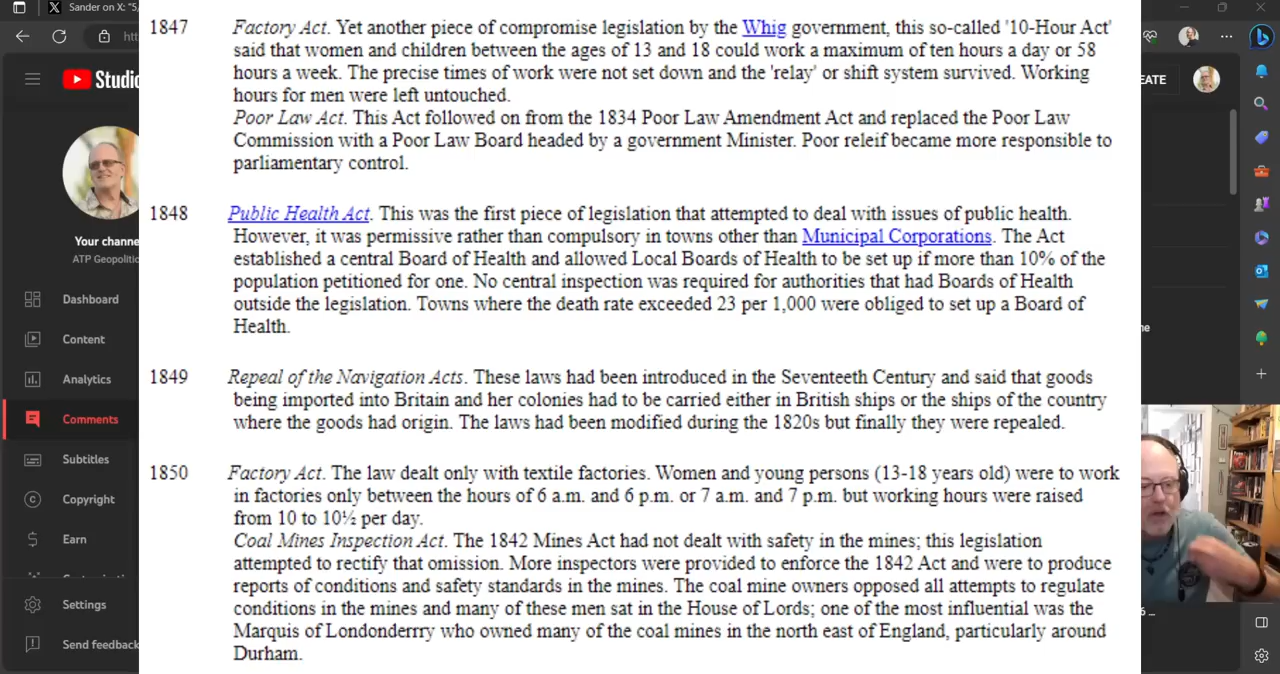 Sander on X: "5,
htt
Studio
CREATE
1847 Factory Act. Yet another piece of compromise legislation by the Whig government, this so-called '10-Hour Act'
said that women and children between the ages of 13 and 18 could work a maximum of ten hours a day or 58
hours a week. The precise times of work were not set down and the 'relay' or shift system survived. Working
hours for men were left untouched.
Poor Law Act. This Act followed on from the 1834 Poor Law Amendment Act and replaced the Poor Law
Commission with a Poor Law Board headed by a government Minister. Poor releif became more responsible to
parliamentary control.
1848 Public Health Act. This was the first piece of legislation that attempted to deal with issues of public health.
However, it was permissive rather than compulsory in towns other than Municipal Corporations. The Act
established a central Board of Health and allowed Local Boards of Health to be set up if more than 10% of the
population petitioned for one. No central inspection was required for authorities that had Boards of Health
outside the legislation. Towns where the death rate exceeded 23 per 1,000 were obliged to set up a Board of
Health.
1849 Repeal of the Navigation Acts. These laws had been introduced in the Seventeeth Century and said that goods
being imported into Britain and her colonies had to be carried either in British ships or the ships of the country
where the goods had origin. The laws had been modified during the 1820s but finally they were repealed.
1850 Factory Act. The law dealt only with textile factories. Women and young persons (13-18 years old) were to work
in factories only between the hours of 6 a.m. and 6 p.m. or 7 a.m. and 7 p.m. but working hours were raised
from 10 to 10½ per day.
Coal Mines Inspection Act. The 1842 Mines Act had not dealt with safety in the mines; this legislation
attempted to rectify that omission. More inspectors were provided to enforce the 1842 Act and were to produce
reports of conditions and safety standards in the mines. The coal mine owners opposed all attempts to regulate
conditions in the mines and many of these men sat in the House of Lords; one of the most influential was the
Marquis of Londonderrry who owned many of the coal mines in the north east of England, particularly around
Durham.
Your channe
ATP Geopolitic
Dashboard
Content
Analytics
Comments
Subtitles
Copyright
Earn
Settings
Send feedback